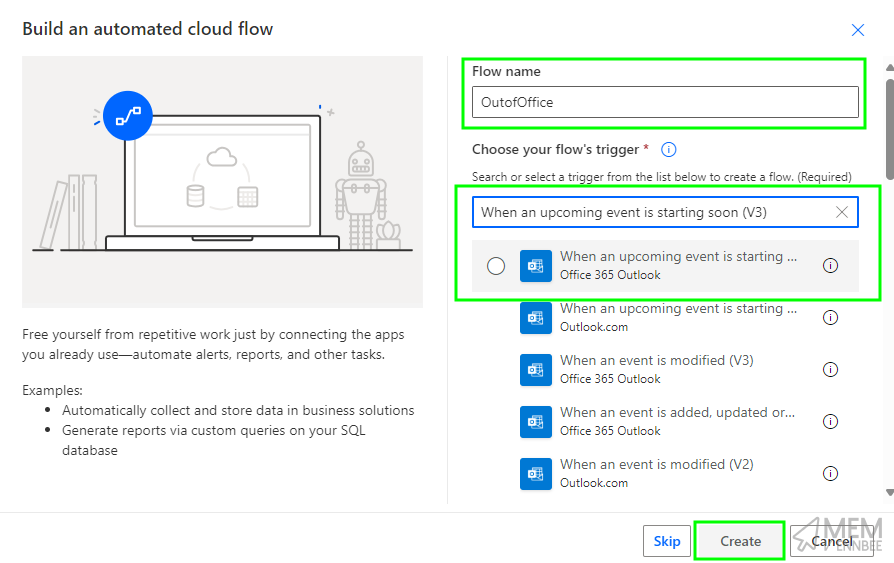 Build an automated cloud flow
Flow name
OutofOffice
Choose your flow's trigger *
Search or select a trigger from the list below to create a flow. (Required)
When an upcoming event is starting soon (V3)
When an upcoming event is starting ...
Office 365 Outlook
When an upcoming event is starting ...
Outlook.com
When an event is modified (V3)
Office 365 Outlook
When an event is added, updated or...
Office 365 Outlook
When an event is modified (V2)
Outlook.com
Free yourself from repetitive work just by connecting the apps
you already use—automate alerts, reports, and other tasks.
Examples:
• Automatically collect and store data in business solutions
• Generate reports via custom queries on your SQL
database
Skip
Create
Cancel
MEM
ENNBEE